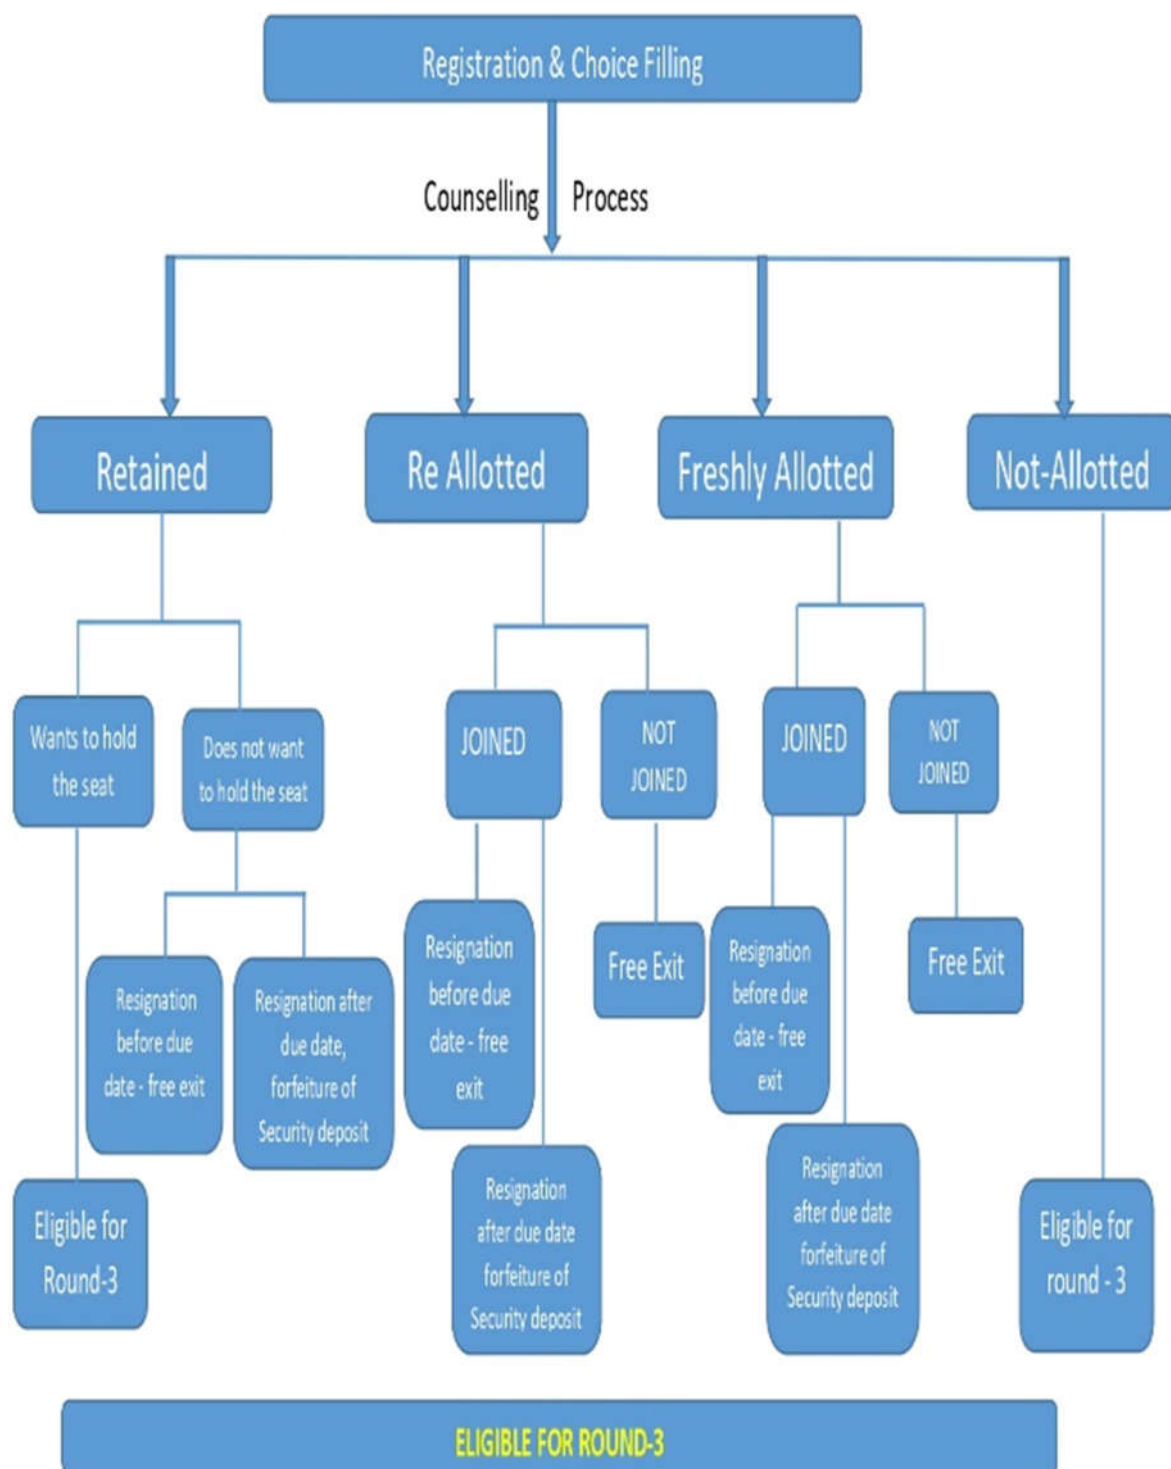 Registration & Choice Filling
Counselling Process
Retained
Re Allotted
Freshly Allotted
Not-Allotted
Wants to hold
the seat
Does not want
to hold the seat
JOINED
NOT
JOINED
JOINED
NOT
JOINED
Resignation
before due
date - free exit
Resignation after
due date,
forfeiture of
Security deposit
Resignation
before due
date - free
exit
Free Exit
Resignation
before due
date - free
exit
Free Exit
Eligible for
Round-3
Resignation
after due date
forfeiture of
Security deposit
Resignation
after due date
forfeiture of
Security deposit
Eligible for
round - 3
ELIGIBLE FOR ROUND-3